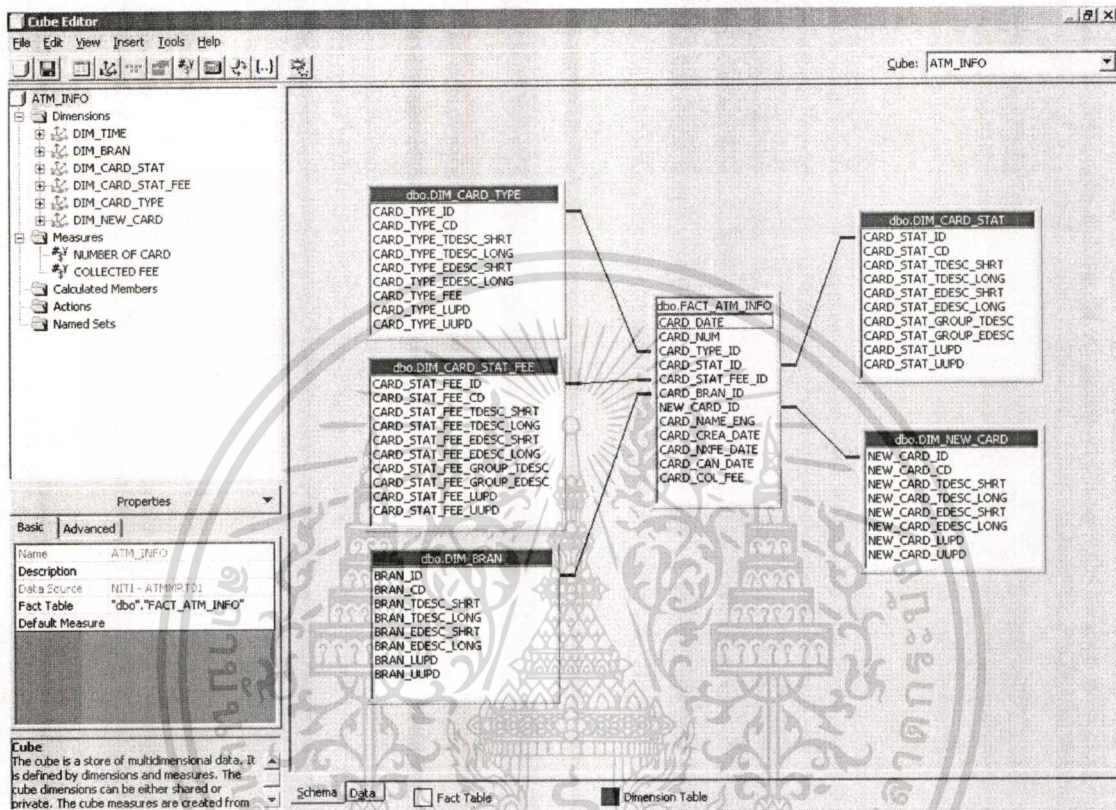 Cube Editor
File Edit View Insert Tools Help
Cube: ATM_INFO
ATM_INFO
Dimensions
DIM_TIME
DIM_BRAN
DIM_CARD_STAT
DIM_CARD_STAT_FEE
DIM_CARD_TYPE
DIM_NEW_CARD
Measures
NUMBER OF CARD
COLLECTED FEE
Calculated Members
Actions
Named Sets
Properties
Basic Advanced
Name ATM_INFO
Description
Data Source NITI - ATMMRT01
Fact Table "dbo"."FACT_ATM_INFO"
Default Measure
Cube
The cube is a store of multidimensional data. It
is defined by dimensions and measures. The
cube dimensions can be either shared or
private. The cube measures are created from
dbo.DIM_CARD_TYPE
CARD_TYPE_ID
CARD_TYPE_CD
CARD_TYPE_TDESC_SHRT
CARD_TYPE_TDESC_LONG
CARD_TYPE_EDESC_SHRT
CARD_TYPE_EDESC_LONG
CARD_TYPE_FEE
CARD_TYPE_LUPD
CARD_TYPE_UUPD
dbo.DIM_CARD_STAT_FEE
CARD_STAT_FEE_ID
CARD_STAT_FEE_CD
CARD_STAT_FEE_TDESC_SHRT
CARD_STAT_FEE_TDESC_LONG
CARD_STAT_FEE_EDESC_SHRT
CARD_STAT_FEE_EDESC_LONG
CARD_STAT_FEE_GROUP_TDESC
CARD_STAT_FEE_GROUP_EDESC
CARD_STAT_FEE_LUPD
CARD_STAT_FEE_UUPD
dbo.DIM_BRAN
BRAN_ID
BRAN_CD
BRAN_TDESC_SHRT
BRAN_TDESC_LONG
BRAN_EDESC_SHRT
BRAN_EDESC_LONG
BRAN_LUPD
BRAN_UUPD
dbo.FACT_ATM_INFO
CARD_DATE
CARD_NUM
CARD_TYPE_ID
CARD_STAT_ID
CARD_STAT_FEE_ID
CARD_BRAN_ID
NEW_CARD_ID
CARD_NAME_ENG
CARD_CREA_DATE
CARD_NXFE_DATE
CARD_CAN_DATE
CARD_COL_FEE
dbo.DIM_CARD_STAT
CARD_STAT_ID
CARD_STAT_CD
CARD_STAT_TDESC_SHRT
CARD_STAT_TDESC_LONG
CARD_STAT_EDESC_SHRT
CARD_STAT_EDESC_LONG
CARD_STAT_GROUP_TDESC
CARD_STAT_GROUP_EDESC
CARD_STAT_LUPD
CARD_STAT_UUPD
dbo.DIM_NEW_CARD
NEW_CARD_ID
NEW_CARD_CD
NEW_CARD_TDESC_SHRT
NEW_CARD_TDESC_LONG
NEW_CARD_EDESC_SHRT
NEW_CARD_EDESC_LONG
NEW_CARD_LUPD
NEW_CARD_UUPD
Schema Data Fact Table Dimension Table